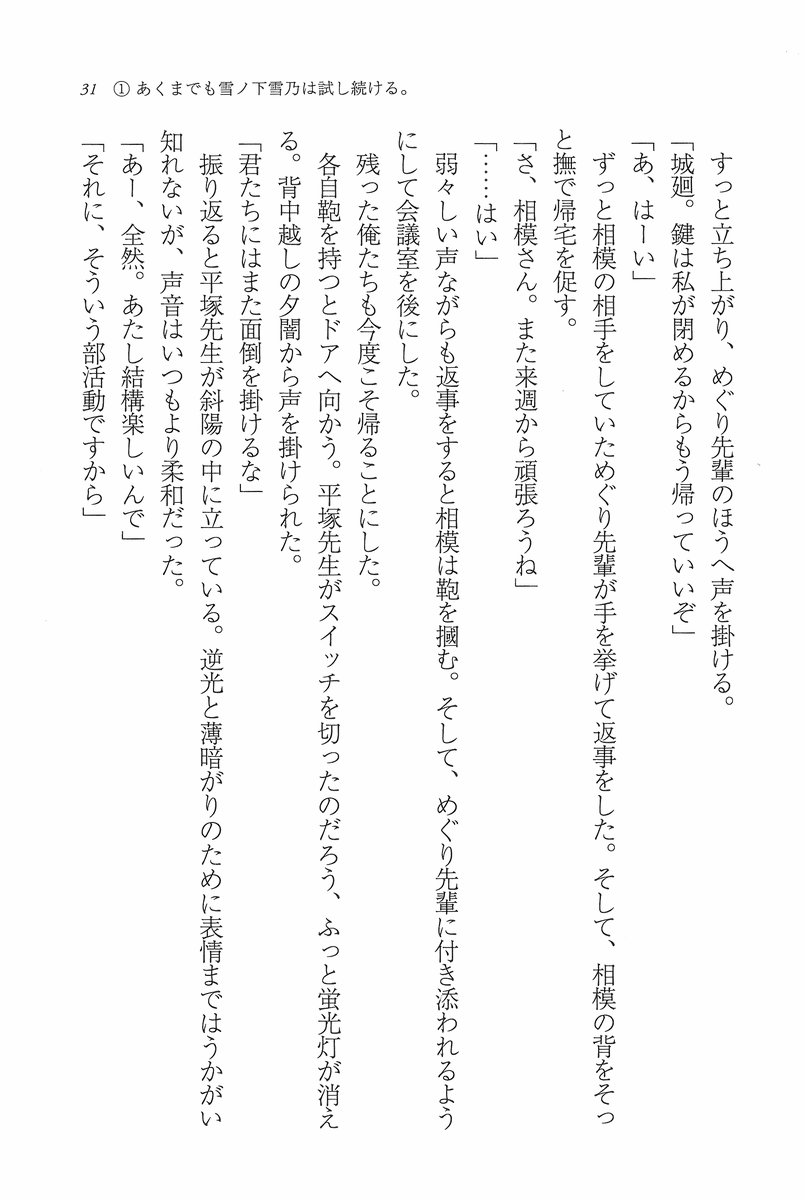 31 ① あくまでも雪ノ下雪乃は試し続ける。
すっと立ち上がり、めぐり先輩のほうへ声を掛ける。
「城廻。鍵は私が閉めるからもう帰っていいぞ」
「あ、はーい」
ずっと相模の相手をしていためぐり先輩が手を挙げて返事をした。そして、相模の背をそっ
と撫で帰宅を促す。
「さ、相模さん。また来週から頑張ろうね」
「……はい」
弱々しい声ながらも返事をすると相模は鞄を摑む。そして、めぐり先輩に付き添われるよう
にして会議室を後にした。
残った俺たちも今度こそ帰ることにした。
各自鞄を持つとドアへ向かう。平塚先生がスイッチを切ったのだろう、ふっと蛍光灯が消え
る。背中越しの夕闇から声を掛けられた。
「君たちにはまた面倒を掛けるな」
振り返ると平塚先生が斜陽の中に立っている。逆光と薄暗がりのために表情まではうかがい
知れないが、声音はいつもより柔和だった。
「あー、全然。あたし結構楽しいんで」
「それに、そういう部活動ですから」